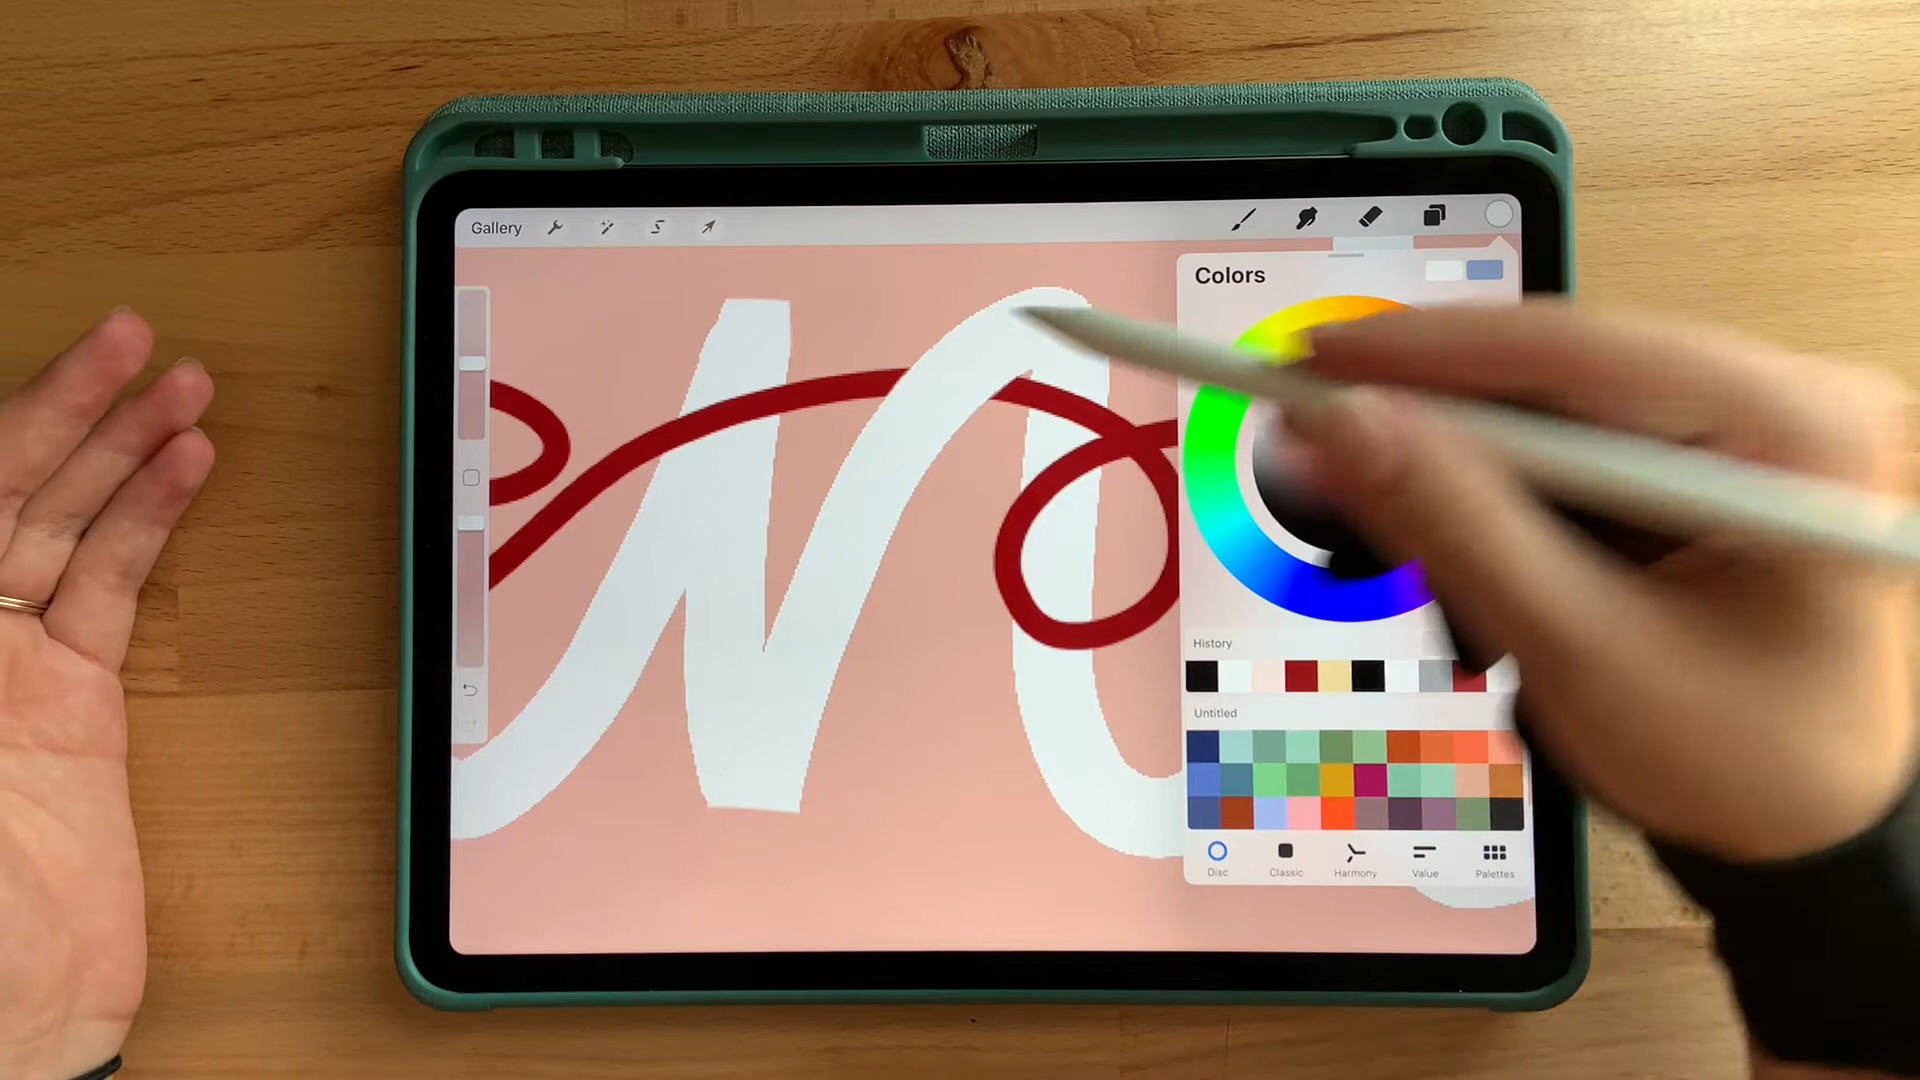 Gallery
Colors
History
Untitled
Disc Classic Harmony Value Palettes